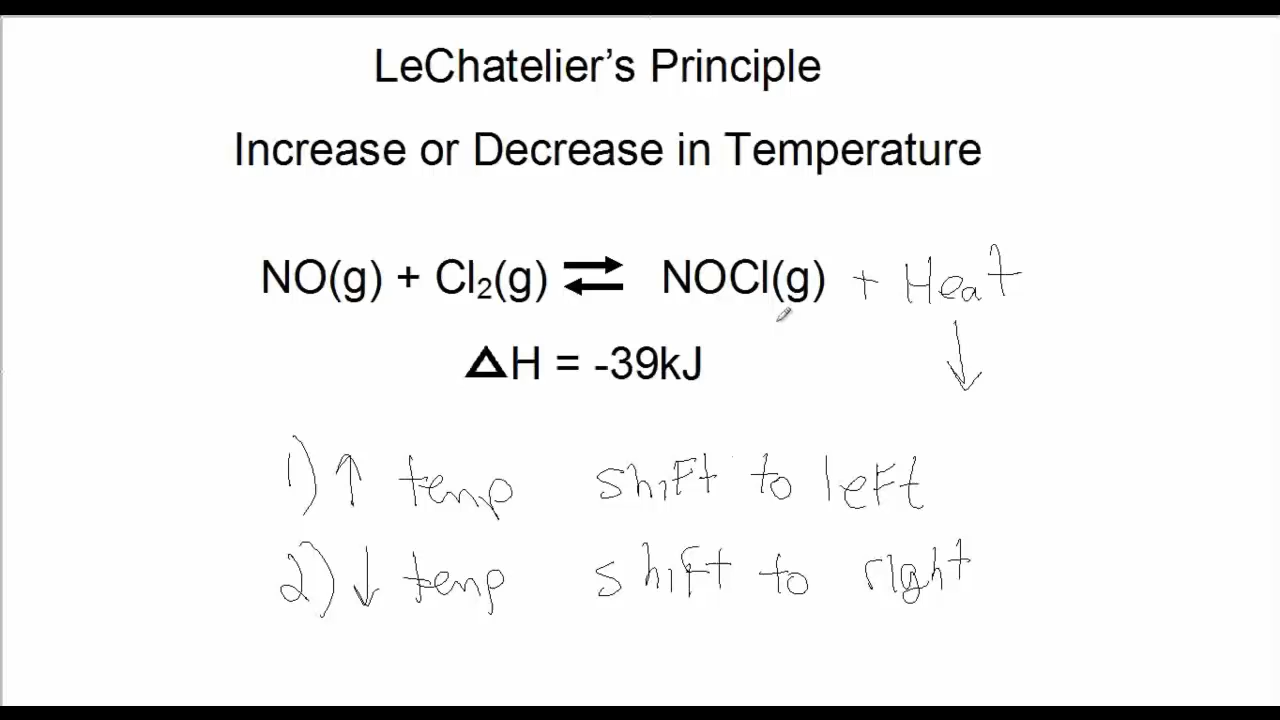 LeChatelier's Principle
Increase or Decrease in Temperature
NO(g) + Cl₂(g) ⇌ NOCl(g) + Heat
↓
ΔH = -39kJ
1) ↑ temp shift to left
2) ↓ temp shift to right